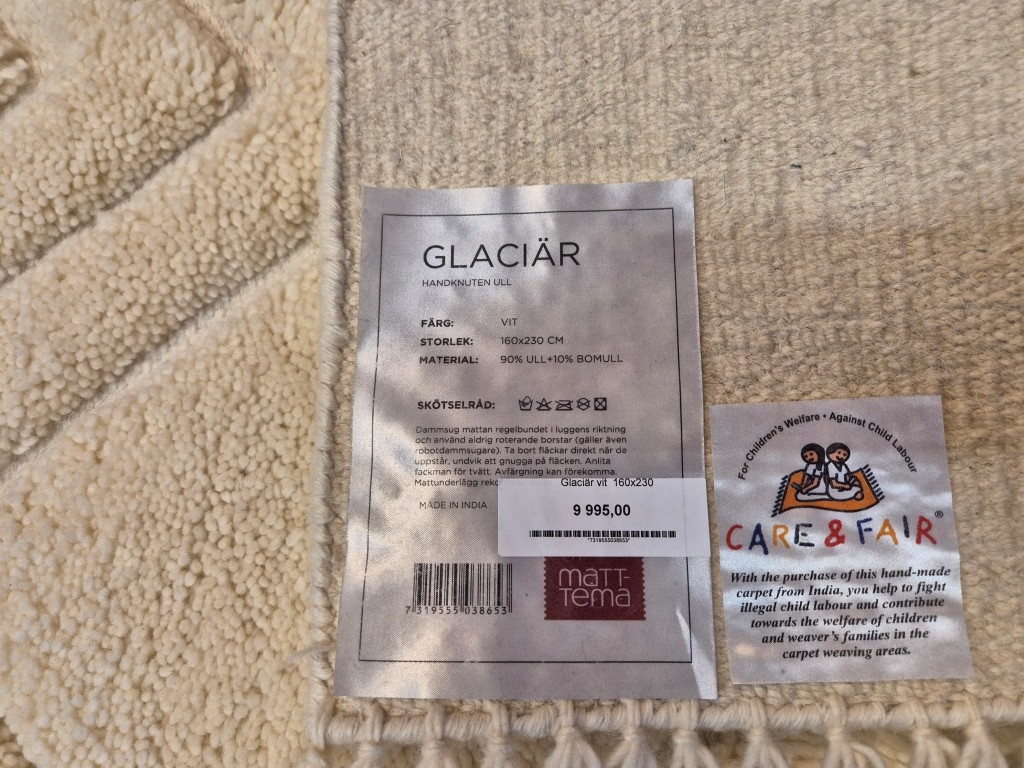 GLACIÄR
HANDKNUTEN ULL
FÄRG: VIT
STORLEK: 160x230 CM
MATERIAL: 90% ULL+10% BOMULL
SKÖTSELRÅD:
Dammsug mattan regelbundet i luggens riktning
och använd aldrig roterande borstar (gäller även
robotdammsugare). Ta bort fläckar direkt när de
uppstår, undvik att gnugga på fläcken. Anlita
fackman för tvätt. Avfärgning kan förekomma.
Mattunderlägg
MADE IN INDIA
Glaciär vit 160x230
9 995,00
*7319555038653*
7 319555 038653
maTT-
Tema
For Children's Welfare • Against Child Labour
CARE & FAIR®
With the purchase of this hand-made
carpet from India, you help to fight
illegal child labour and contribute
towards the welfare of children
and weaver's families in the
carpet weaving areas.